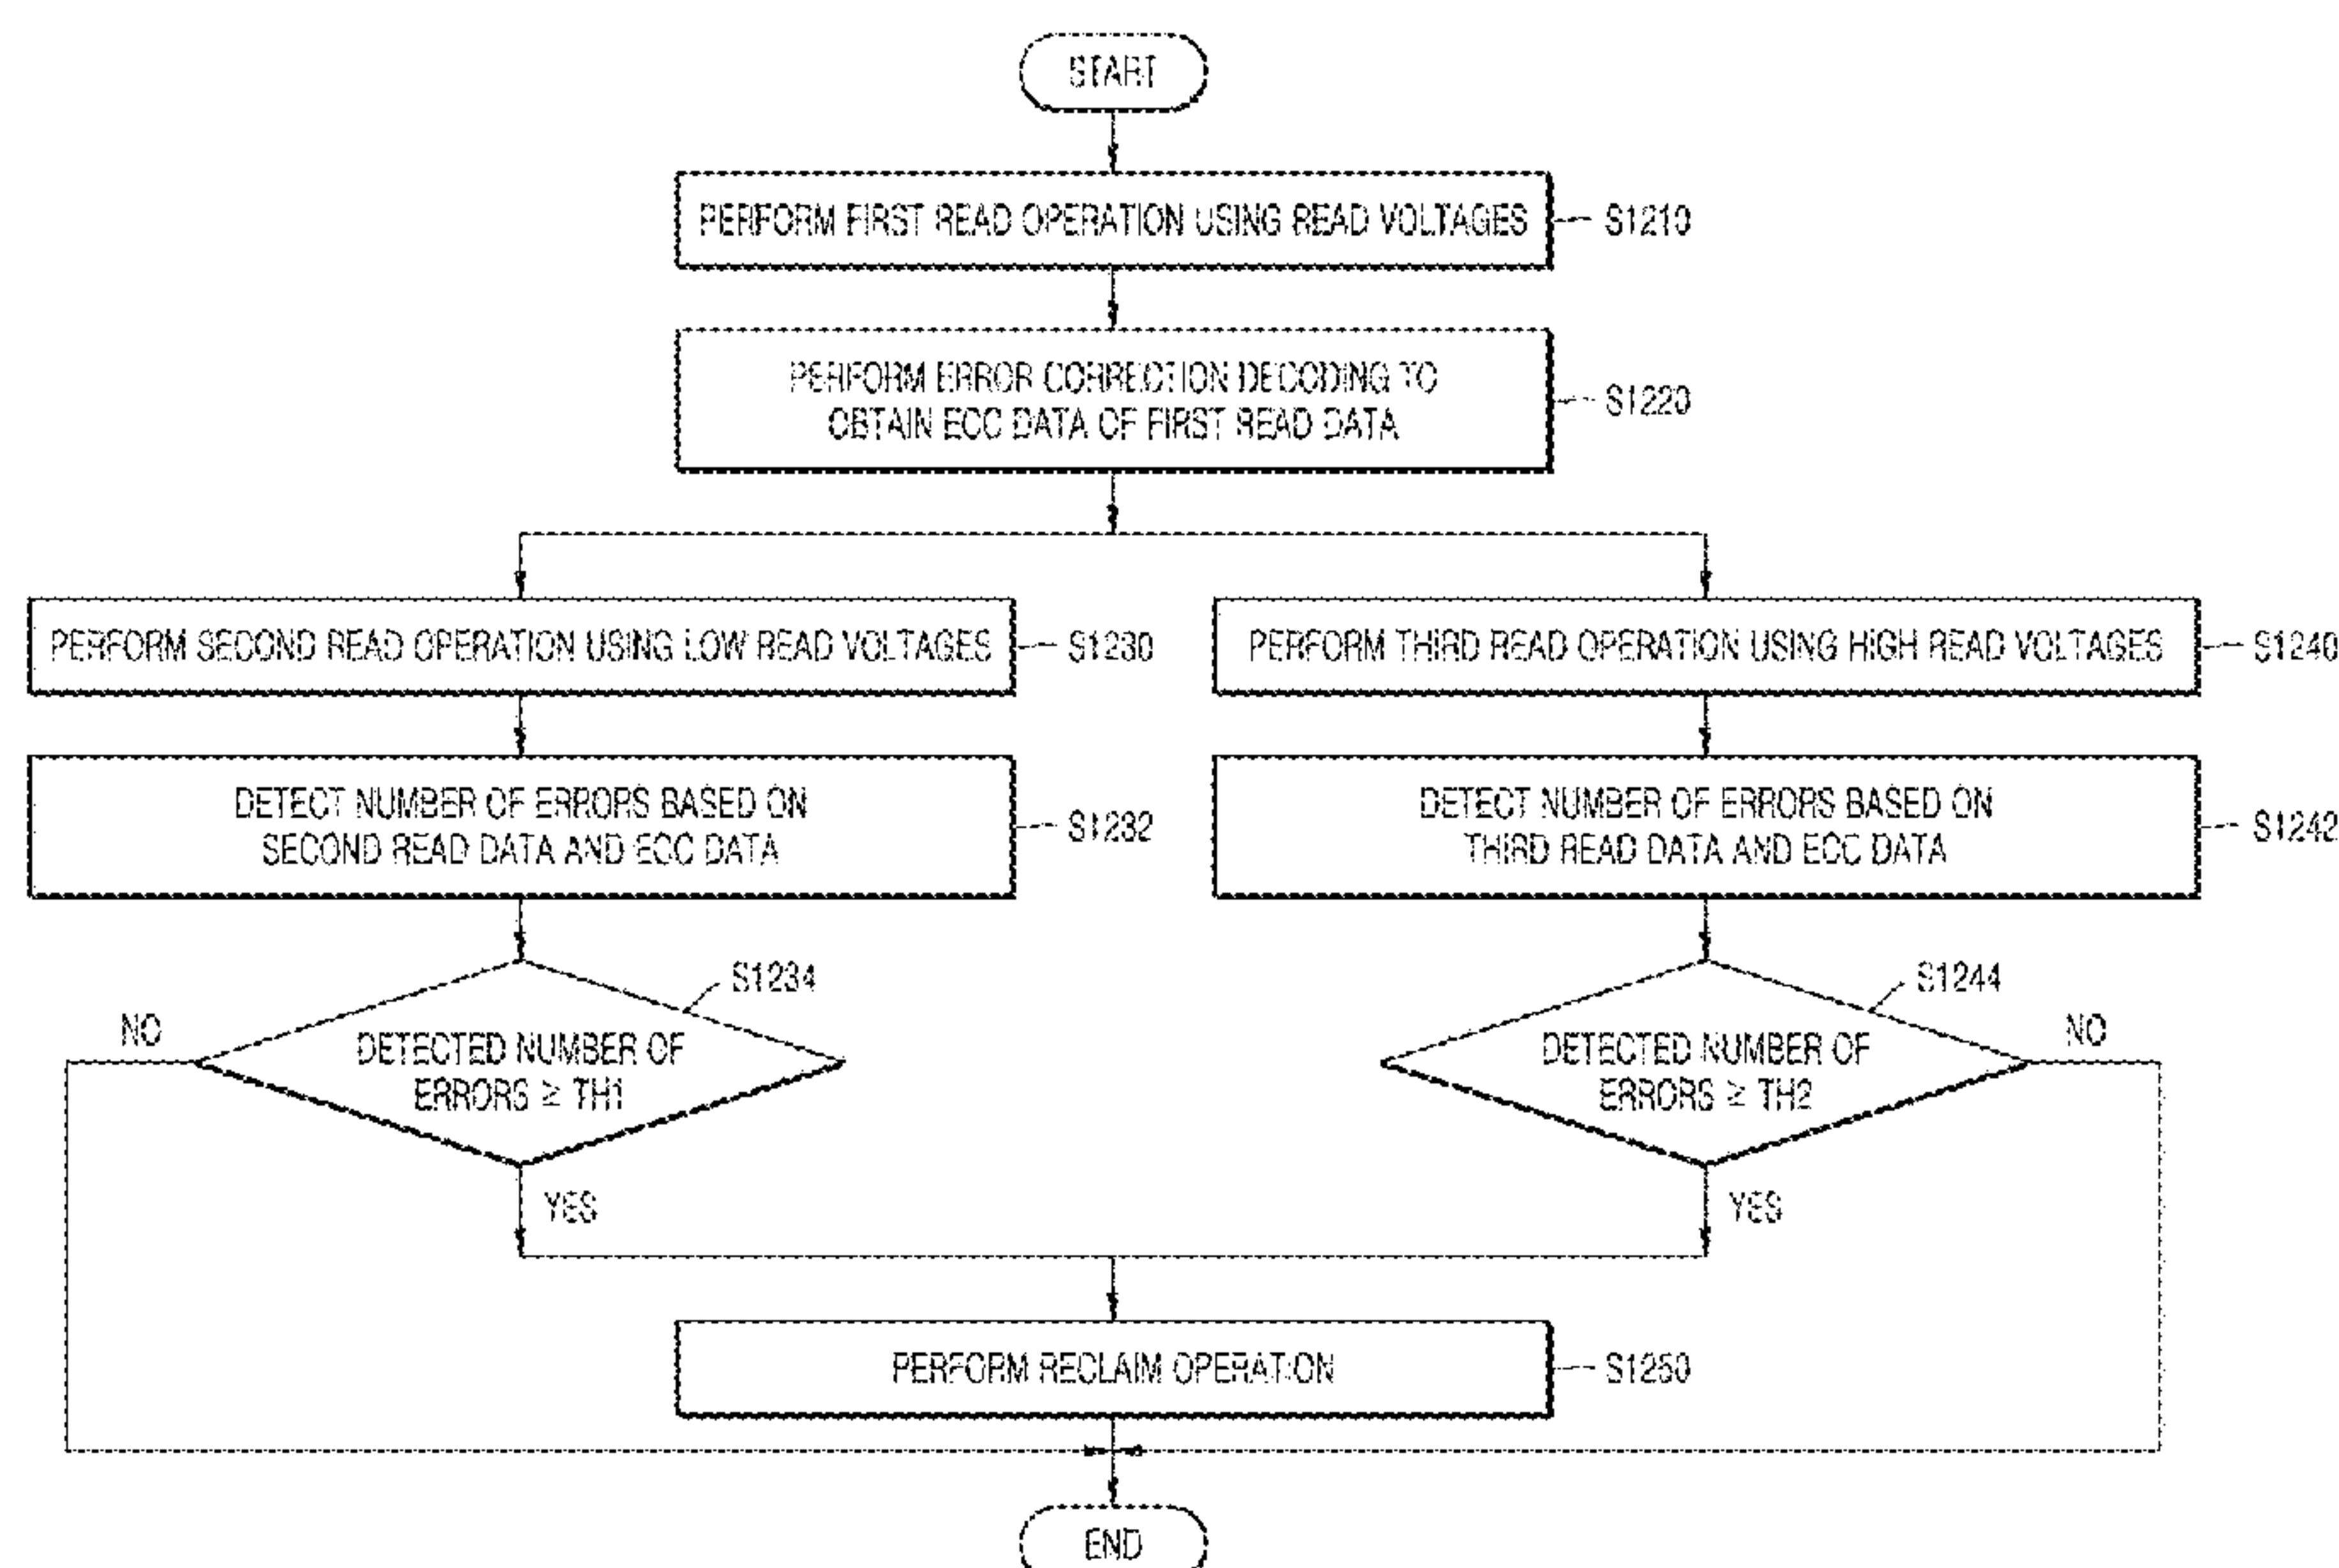 START
PERFORM FIRST READ OPERATION USING READ VOLTAGES
S1210
PERFORM ERROR CORRECTION DECODING TO
OBTAIN ECC DATA OF FIRST READ DATA
S1220
PERFORM SECOND READ OPERATION USING LOW READ VOLTAGES
S1230
PERFORM THIRD READ OPERATION USING HIGH READ VOLTAGES
S1240
DETECT NUMBER OF ERRORS BASED ON
SECOND READ DATA AND ECC DATA
S1232
DETECT NUMBER OF ERRORS BASED ON
THIRD READ DATA AND ECC DATA
S1242
S1234
NO
DETECTED NUMBER OF
ERRORS ≥ TH1
YES
S1244
NO
DETECTED NUMBER OF
ERRORS ≥ TH2
YES
PERFORM RECLAIM OPERATION
S1250
END